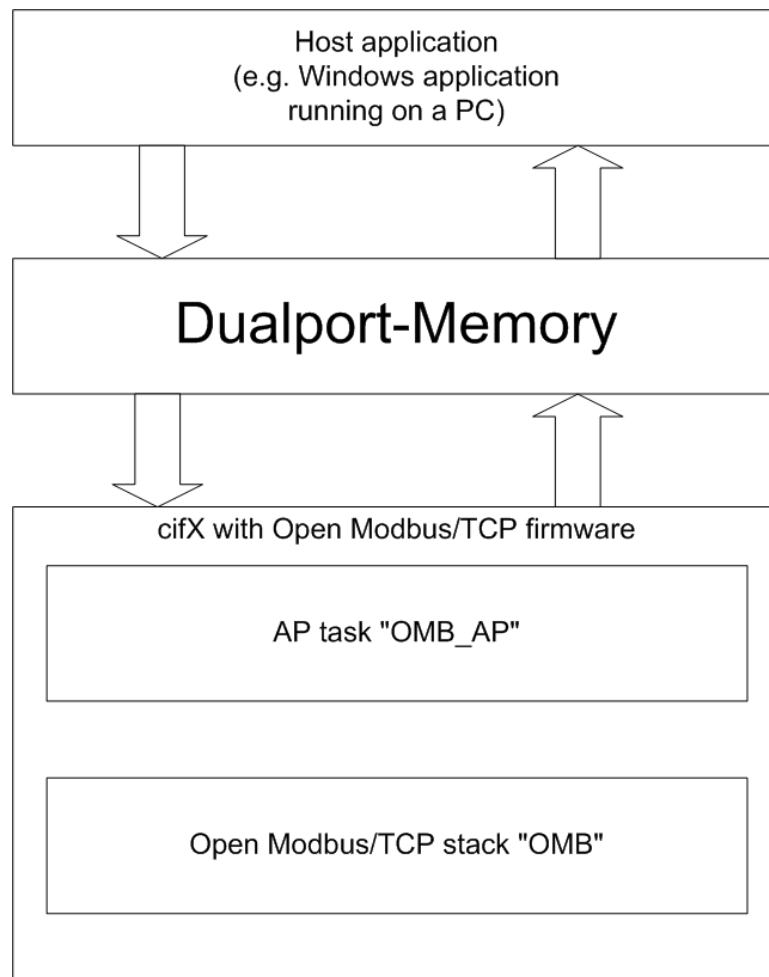 Host application
(e.g. Windows application
running on a PC)
Dualport-Memory
cifX with Open Modbus/TCP firmware
AP task "OMB_AP"
Open Modbus/TCP stack "OMB"